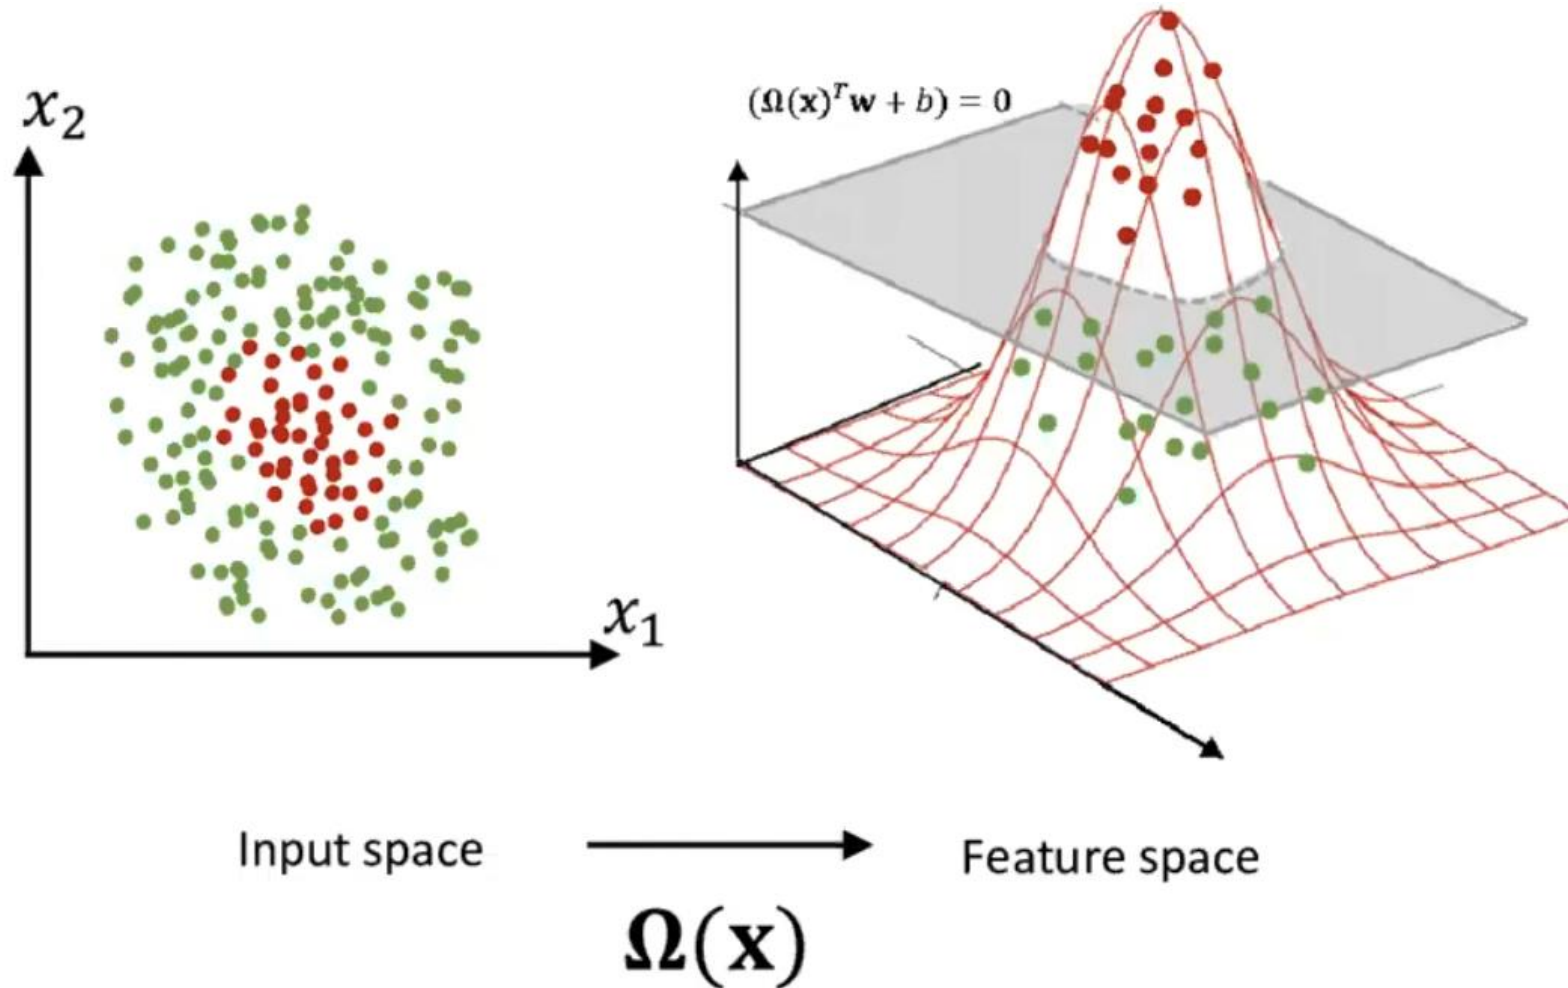 x₂
(Ω(x)ᵀw + b) = 0
x₁
Input space
Feature space
Ω(x)